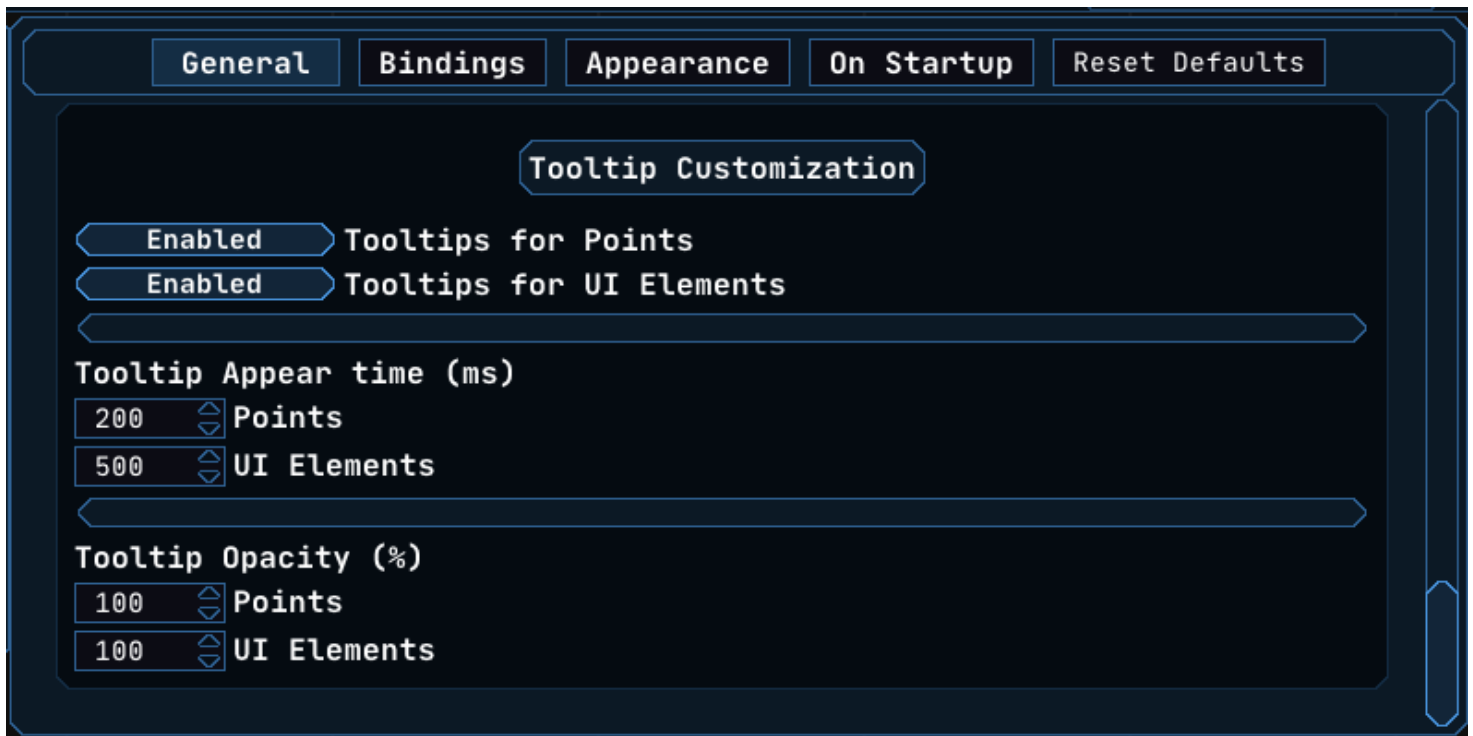 General Bindings Appearance On Startup Reset Defaults
Tooltip Customization
Enabled Tooltips for Points
Enabled Tooltips for UI Elements
Tooltip Appear time (ms)
200 Points
500 UI Elements
Tooltip Opacity (%)
100 Points
100 UI Elements